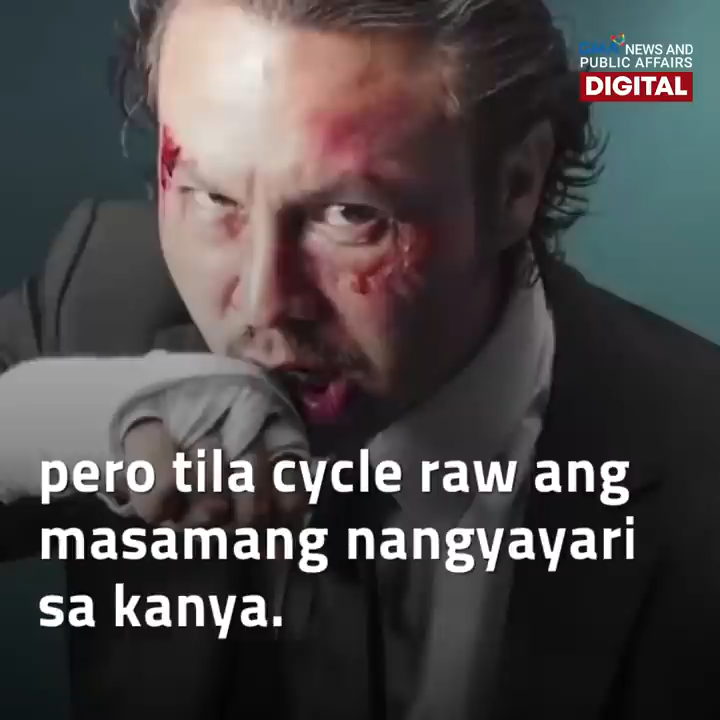 GMA NEWS AND
PUBLIC AFFAIRS
DIGITAL
pero tila cycle raw ang
masamang nangyayari
sa kanya.